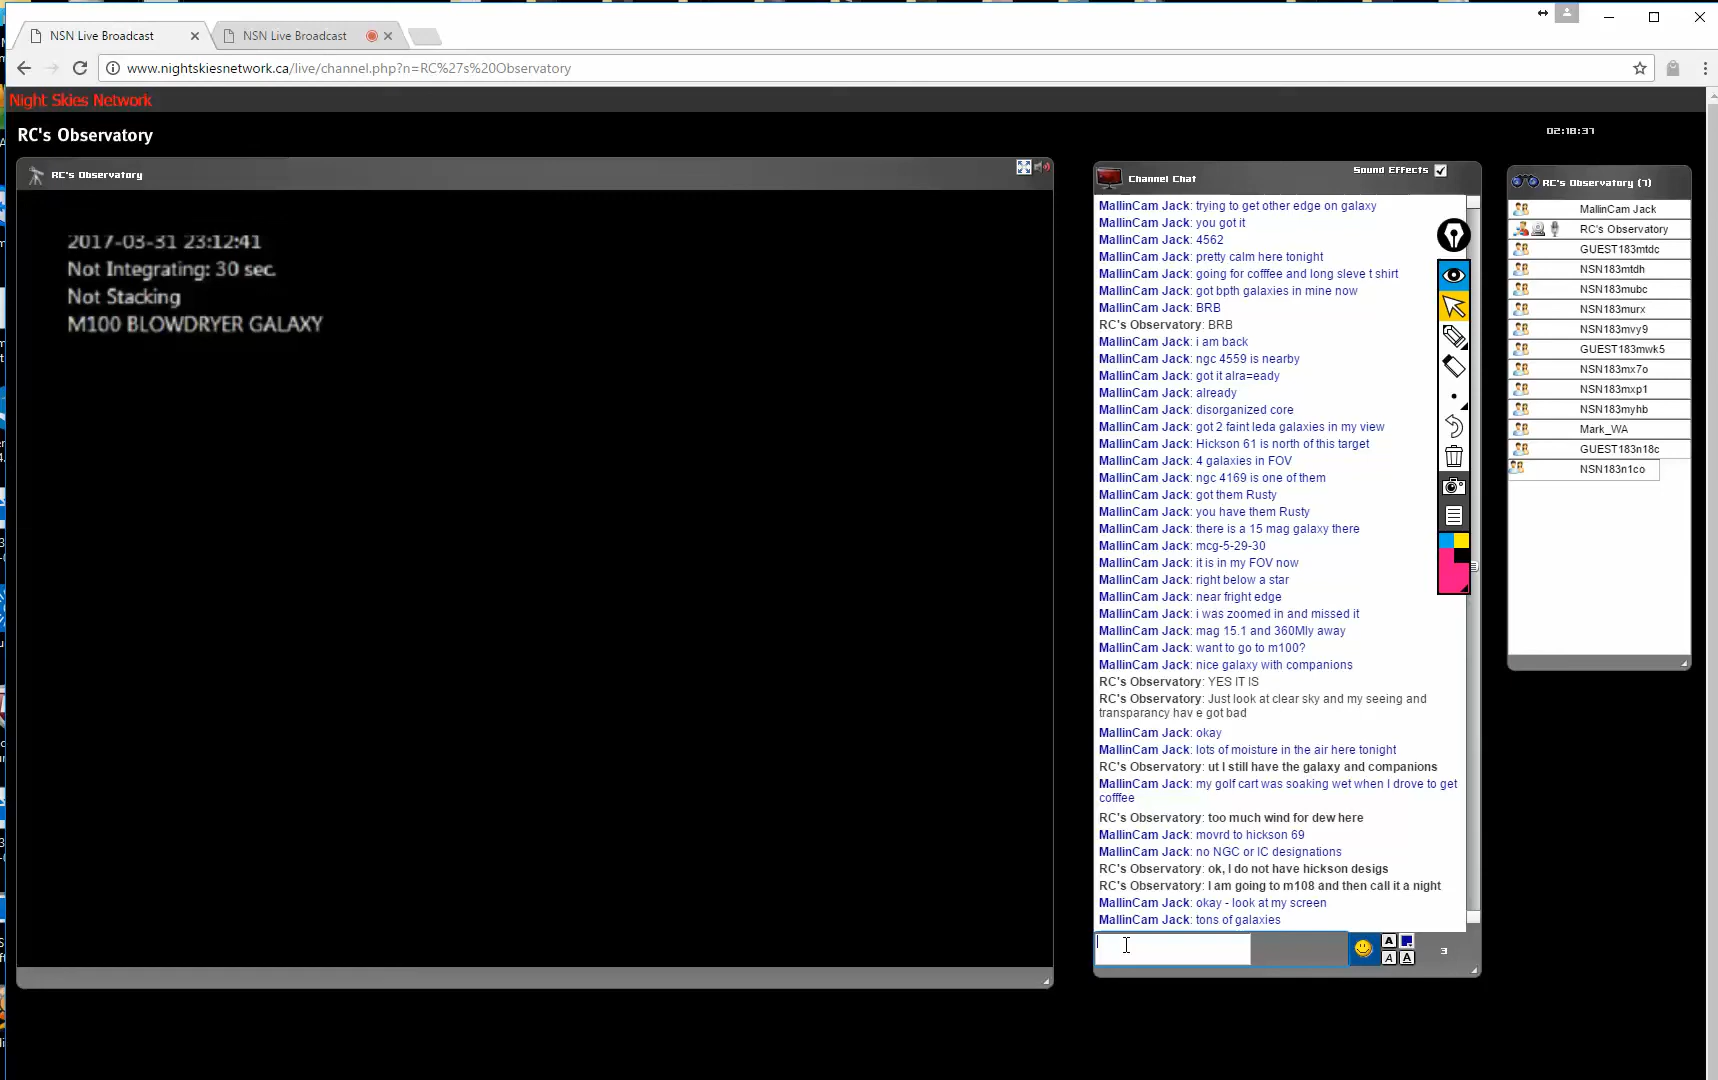 NSN Live Broadcast
NSN Live Broadcast
www.nightskiesnetwork.ca/live/channel.php?n=RC%27s%20Observatory
Night Skies Network
RC's Observatory
02:18:37
RC's Observatory
2017-03-31 23:12:41
Not Integrating: 30 sec.
Not Stacking
M100 BLOWDRYER GALAXY
Channel Chat
Sound Effects
MallinCam Jack: trying to get other edge on galaxy
MallinCam Jack: you got it
MallinCam Jack: 4562
MallinCam Jack: pretty calm here tonight
MallinCam Jack: going for cofffee and long sleve t shirt
MallinCam Jack: got bpth galaxies in mine now
MallinCam Jack: BRB
RC's Observatory: BRB
MallinCam Jack: i am back
MallinCam Jack: ngc 4559 is nearby
MallinCam Jack: got it alra=eady
MallinCam Jack: already
MallinCam Jack: disorganized core
MallinCam Jack: got 2 faint leda galaxies in my view
MallinCam Jack: Hickson 61 is north of this target
MallinCam Jack: 4 galaxies in FOV
MallinCam Jack: ngc 4169 is one of them
MallinCam Jack: got them Rusty
MallinCam Jack: you have them Rusty
MallinCam Jack: there is a 15 mag galaxy there
MallinCam Jack: mcg-5-29-30
MallinCam Jack: it is in my FOV now
MallinCam Jack: right below a star
MallinCam Jack: near fright edge
MallinCam Jack: i was zoomed in and missed it
MallinCam Jack: mag 15.1 and 360Mly away
MallinCam Jack: want to go to m100?
MallinCam Jack: nice galaxy with companions
RC's Observatory: YES IT IS
RC's Observatory: Just look at clear sky and my seeing and
transparency hav e got bad
MallinCam Jack: okay
MallinCam Jack: lots of moisture in the air here tonight
RC's Observatory: ut I still have the galaxy and companions
MallinCam Jack: my golf cart was soaking wet when I drove to get
cofffee
RC's Observatory: too much wind for dew here
MallinCam Jack: movrd to hickson 69
MallinCam Jack: no NGC or IC designations
RC's Observatory: ok, I do not have hickson desigs
RC's Observatory: I am going to m108 and then call it a night
MallinCam Jack: okay - look at my screen
MallinCam Jack: tons of galaxies
A
A A
3
RC's Observatory (7)
MallinCam Jack
RC's Observatory
GUEST183mtdc
NSN183mtdh
NSN183mubc
NSN183murx
NSN183mvy9
GUEST183mwk5
NSN183mx7o
NSN183mxp1
NSN183myhb
Mark_WA
GUEST183n18c
NSN183n1co